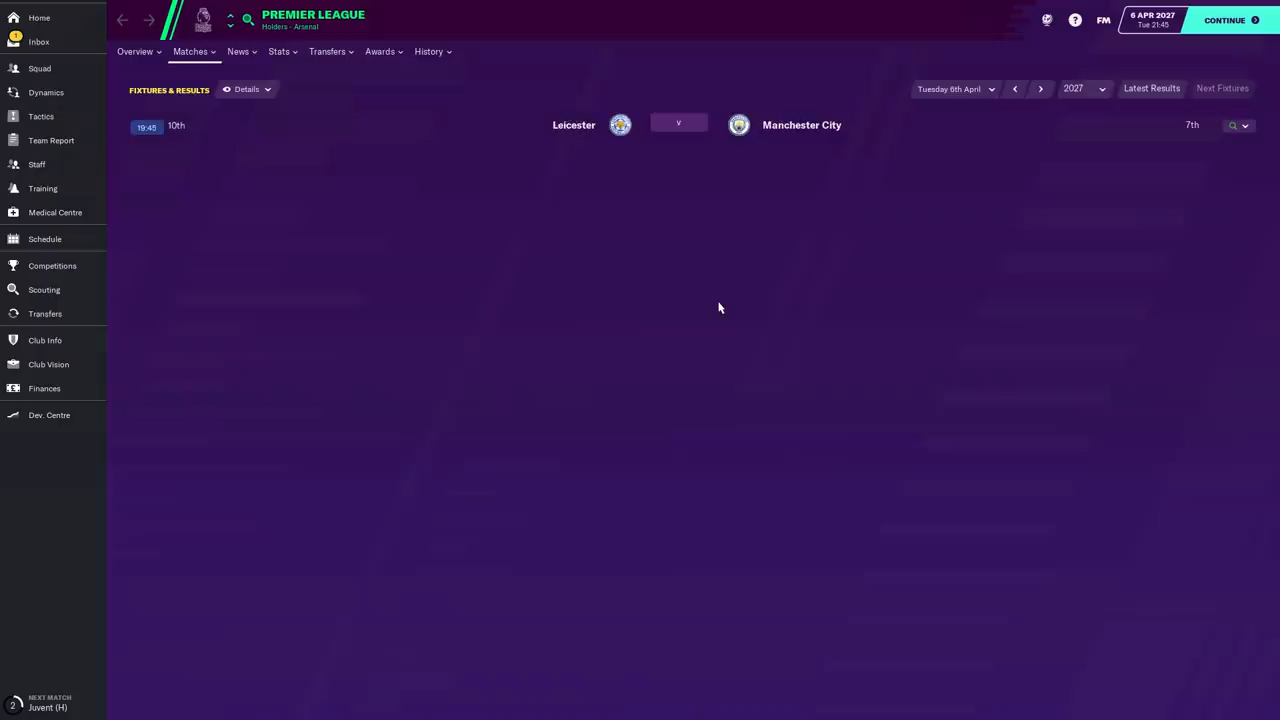 PREMIER LEAGUE
Holders - Arsenal
FM
6 APR 2027
Tue 21:45
CONTINUE
Home
1
Inbox
Squad
Dynamics
Tactics
Team Report
Staff
Training
Medical Centre
Schedule
Competitions
Scouting
Transfers
Club Info
Club Vision
Finances
Dev. Centre
2
NEXT MATCH
Juvent (H)
Overview Matches News Stats Transfers Awards History
FIXTURES & RESULTS Details Tuesday 6th April 2027 Latest Results Next Fixtures
19:45 10th Leicester v Manchester City 7th